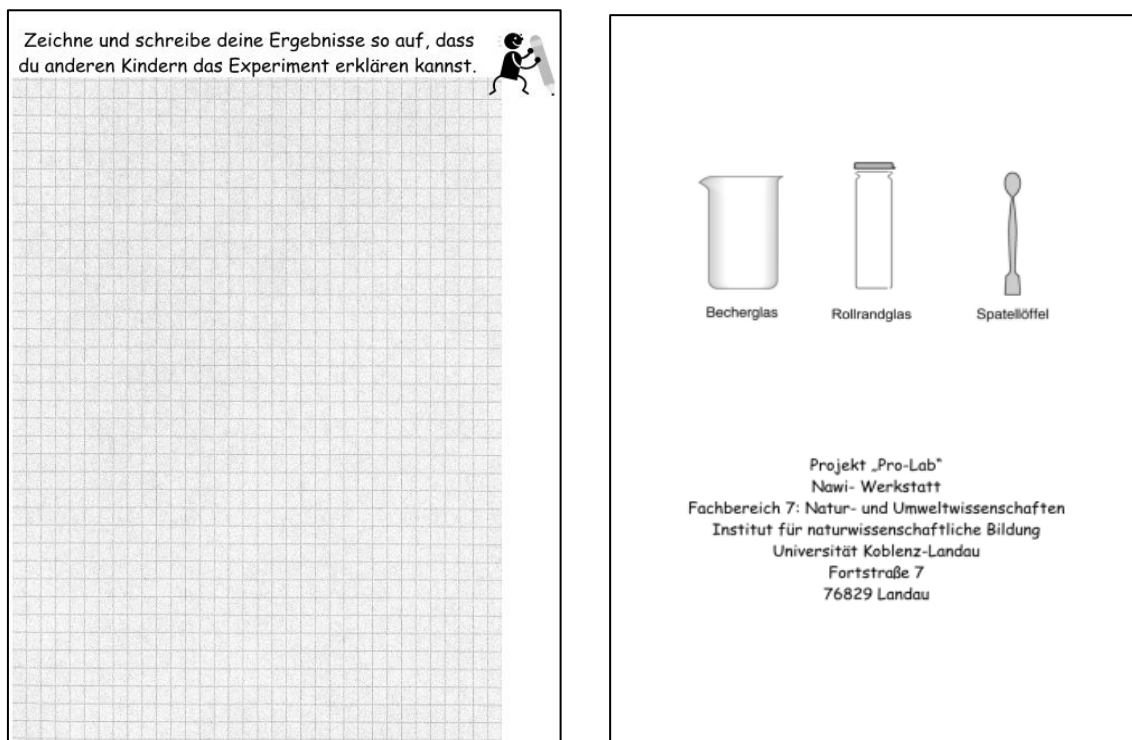 Zeichne und schreibe deine Ergebnisse so auf, dass
du anderen Kindern das Experiment erklären kannst.
Becherglas
Rollrandglas
Spatellöffel
Projekt „Pro-Lab“
Nawi- Werkstatt
Fachbereich 7: Natur- und Umweltwissenschaften
Institut für naturwissenschaftliche Bildung
Universität Koblenz-Landau
Fortstraße 7
76829 Landau